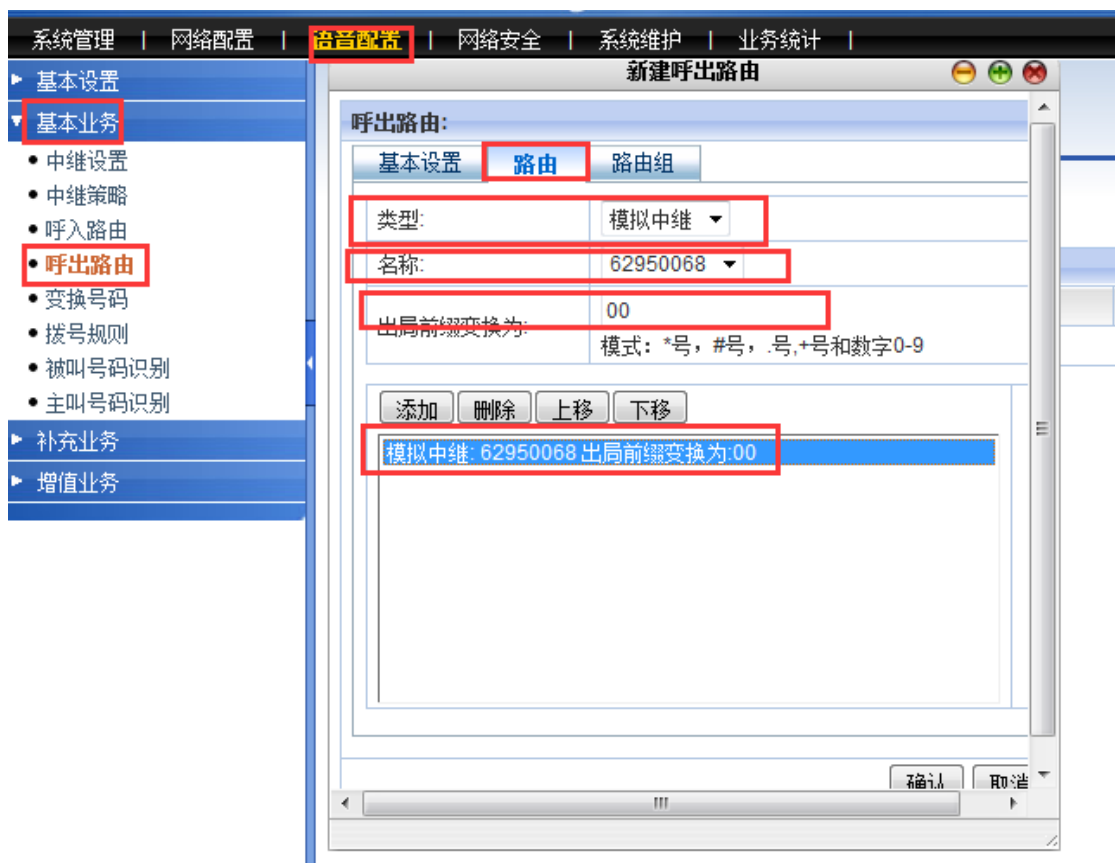 系统管理 | 网络配置 | 语音配置 | 网络安全 | 系统维护 | 业务统计 |
基本设置
基本业务
中继设置
中继策略
呼入路由
呼出路由
变换号码
拨号规则
被叫号码识别
主叫号码识别
补充业务
增值业务
新建呼出路由
呼出路由:
基本设置 路由 路由组
类型: 模拟中继
名称: 62950068
出局前缀变换为: 00
模式：*号，#号，.号,+号和数字0-9
添加 删除 上移 下移
模拟中继: 62950068 出局前缀变换为:00
确认 取消